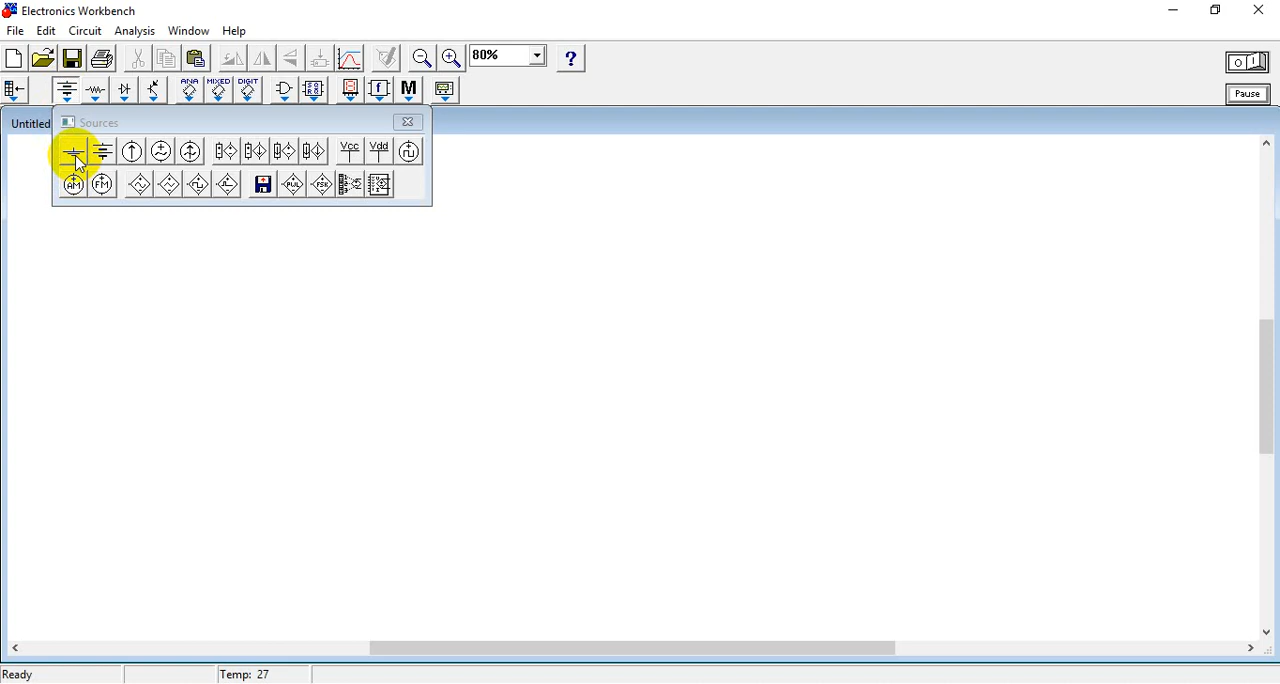 Electronics Workbench
File Edit Circuit Analysis Window Help
80% ?
ANA MIXED DIGIT f M
Pause
Untitled Sources
Vcc Vdd
AM FM PUL FSK
Ready Temp: 27